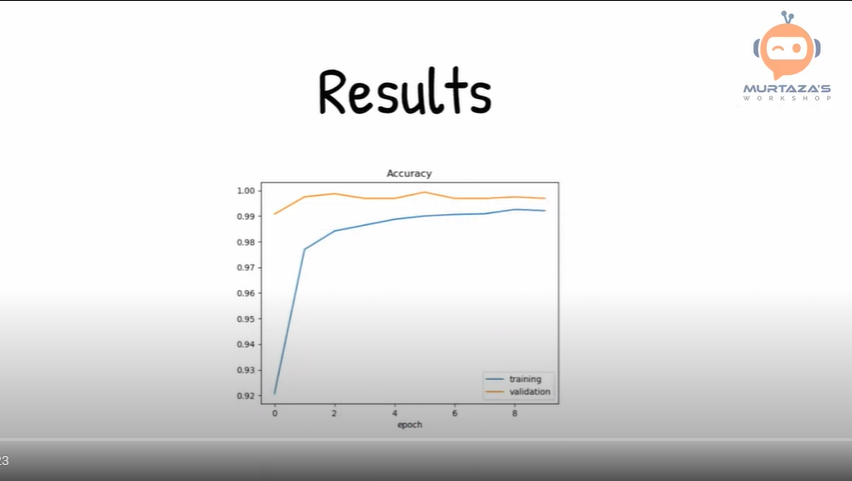 MURTAZA'S
WORKSHOP
Results
Accuracy
1.00
0.99
0.98
0.97
0.96
0.95
0.94
0.93
0.92
training
validation
0 2 4 6 8
epoch
23